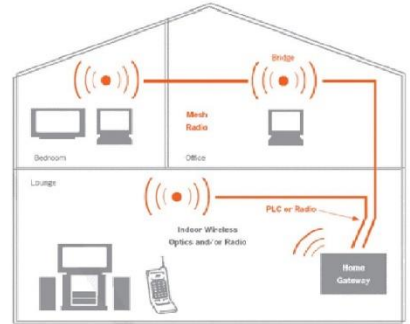 Bridge
Mesh
Radio
Bedroom
Office
Lounge
PLC or Radio
Indoor Wireless
Optics and/or Radio
Home
Gateway